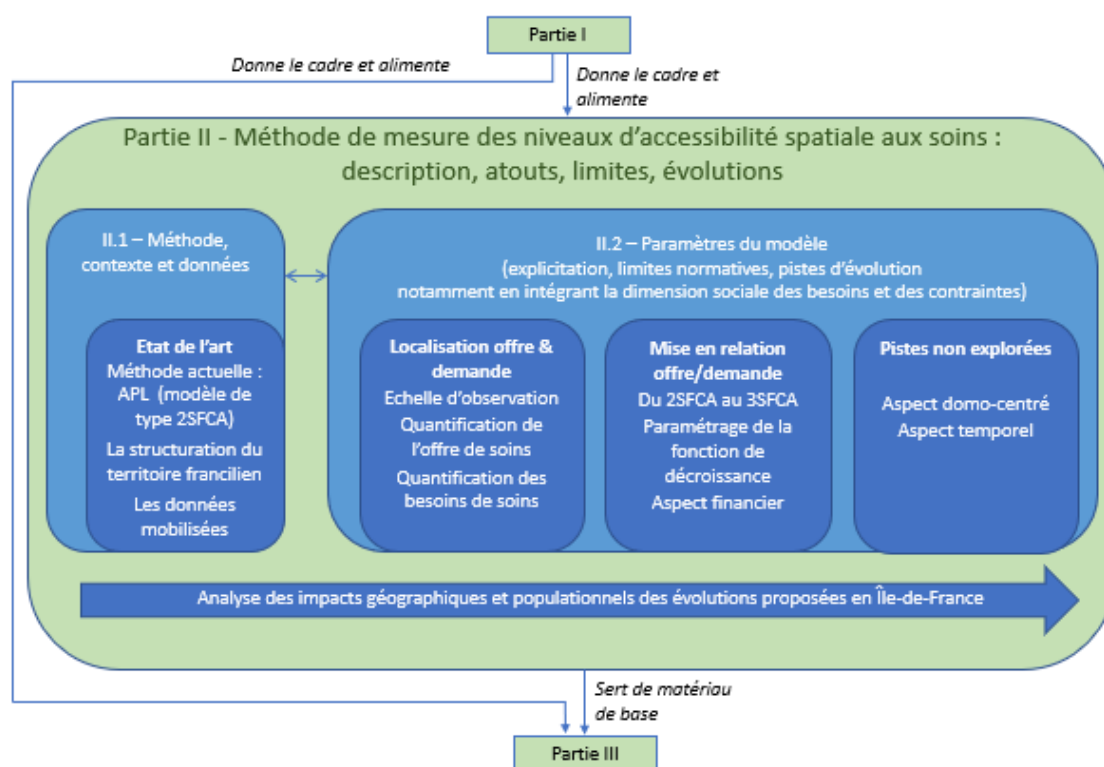 Partie I
Donne le cadre et alimente
Donne le cadre et
alimente
Partie II - Méthode de mesure des niveaux d'accessibilité spatiale aux soins :
description, atouts, limites, évolutions
II.1 – Méthode,
contexte et données
Etat de l'art
Méthode actuelle :
APL (modèle de
type 2SFCA)
La structuration du
territoire francilien
Les données
mobilisées
II.2 – Paramètres du modèle
(explicitation, limites normatives, pistes d'évolution
notamment en intégrant la dimension sociale des besoins et des contraintes)
Localisation offre &
demande
Echelle d'observation
Quantification de
l'offre de soins
Quantification des
besoins de soins
Mise en relation
offre/demande
Du 2SFCA au 3SFCA
Paramétrage de la
fonction de
décroissance
Aspect financier
Pistes non explorées
Aspect domo-centré
Aspect temporel
Analyse des impacts géographiques et populationnels des évolutions proposées en Île-de-France
Sert de matériau
de base
Partie III